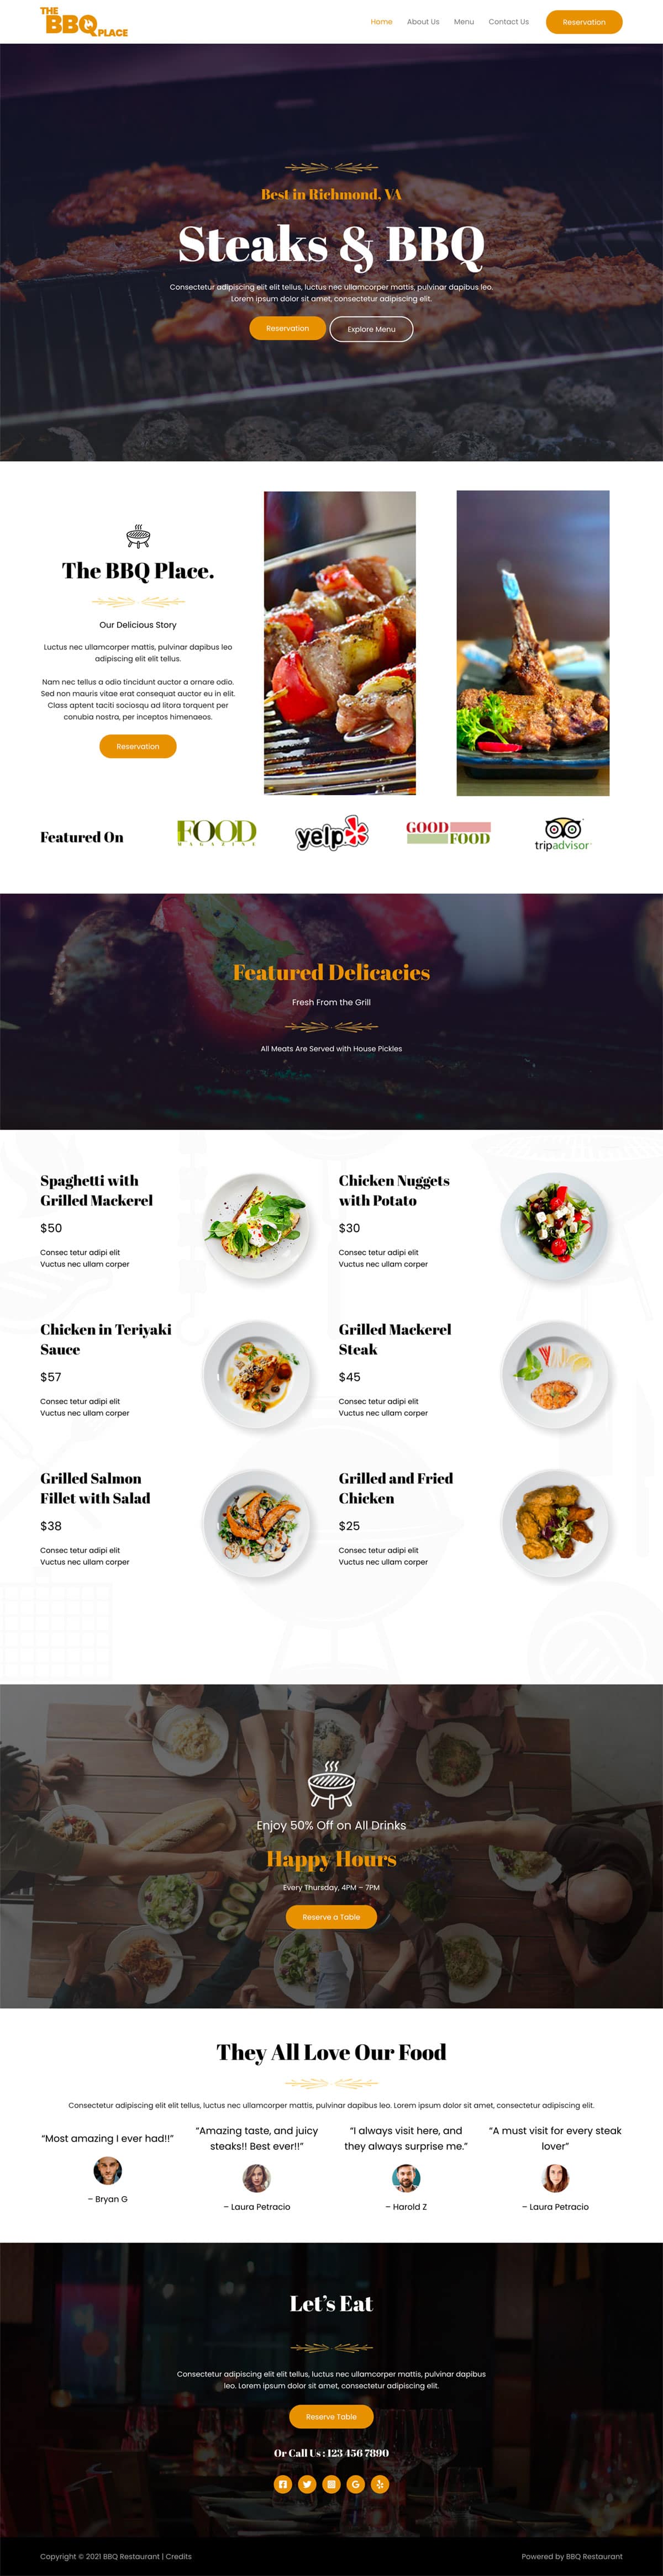 THE
BBQ PLACE
Home About Us Menu Contact Us Reservation
Best in Richmond, VA
Steaks & BBQ
Consectetur adipiscing elit elit tellus, luctus nec ullamcorper mattis, pulvinar dapibus leo.
Lorem ipsum dolor sit amet, consectetur adipiscing elit.
Reservation Explore Menu
The BBQ Place.
Our Delicious Story
Luctus nec ullamcorper mattis, pulvinar dapibus leo
adipiscing elit elit tellus.
Nam nec tellus a odio tincidunt auctor a ornare odio.
Sed non mauris vitae erat consequat auctor eu in elit.
Class aptent taciti sociosqu ad litora torquent per
conubia nostra, per inceptos himenaeos.
Reservation
Featured On
FOOD
MAGAZINE
yelp
GOOD
FOOD
tripadvisor
Featured Delicacies
Fresh From the Grill
All Meats Are Served with House Pickles
Spaghetti with
Grilled Mackerel
$50
Consec tetur adipi elit
Vuctus nec ullam corper
Chicken Nuggets
with Potato
$30
Consec tetur adipi elit
Vuctus nec ullam corper
Chicken in Teriyaki
Sauce
$57
Consec tetur adipi elit
Vuctus nec ullam corper
Grilled Mackerel
Steak
$45
Consec tetur adipi elit
Vuctus nec ullam corper
Grilled Salmon
Fillet with Salad
$38
Consec tetur adipi elit
Vuctus nec ullam corper
Grilled and Fried
Chicken
$25
Consec tetur adipi elit
Vuctus nec ullam corper
Enjoy 50% Off on All Drinks
Happy Hours
Every Thursday, 4PM – 7PM
Reserve a Table
They All Love Our Food
Consectetur adipiscing elit elit tellus, luctus nec ullamcorper mattis, pulvinar dapibus leo. Lorem ipsum dolor sit amet, consectetur adipiscing elit.
“Most amazing I ever had!!”
– Bryan G
“Amazing taste, and juicy
steaks!! Best ever!!”
– Laura Petracio
“I always visit here, and
they always surprise me.”
– Harold Z
“A must visit for every steak
lover”
– Laura Petracio
Let’s Eat
Consectetur adipiscing elit elit tellus, luctus nec ullamcorper mattis, pulvinar dapibus
leo. Lorem ipsum dolor sit amet, consectetur adipiscing elit.
Reserve Table
Or Call Us : 123 456 7890
Copyright © 2021 BBQ Restaurant | Credits
Powered by BBQ Restaurant